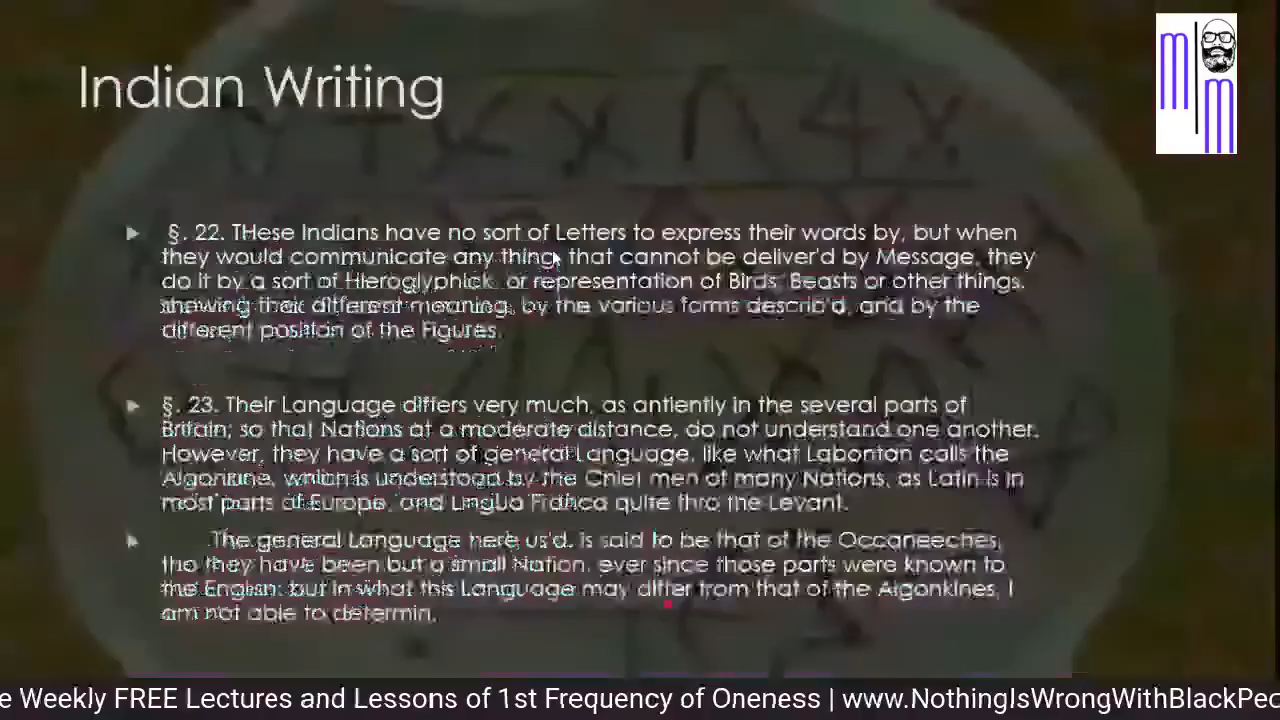 Indian Writing
§. 22. THese Indians have no sort of Letters to express their words by, but when
they would communicate any thing, that cannot be deliver'd by Message, they
do it by a sort of Hieroglyphick, or representation of Birds, Beasts or other things,
shewing their different meaning, by the various forms describ'd, and by the
different position of the Figures.
§. 23. Their Language differs very much, as antiently in the several parts of
Britain; so that Nations at a moderate distance, do not understand one another.
However, they have a sort of general Language, like what Lahontan calls the
Algonkine, which is understood by the Chief men of many Nations, as Latin is in
most parts of Europe, and Lingua Franca quite thro the Levant.
The general Language here us'd, is said to be that of the Occaneeches,
tho they have been but a small Nation, ever since those parts were known to
the English: but in what this Language may differ from that of the Algonkines, I
am not able to determin.
e Weekly FREE Lectures and Lessons of 1st Frequency of Oneness | www.NothingIsWrongWithBlackPeo